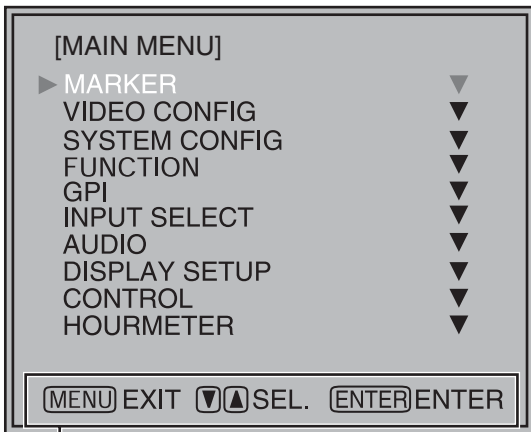 [MAIN MENU]
▶ MARKER ▼
VIDEO CONFIG ▼
SYSTEM CONFIG ▼
FUNCTION ▼
GPI ▼
INPUT SELECT ▼
AUDIO ▼
DISPLAY SETUP ▼
CONTROL ▼
HOURMETER ▼
MENU EXIT ▼▲ SEL. ENTER ENTER